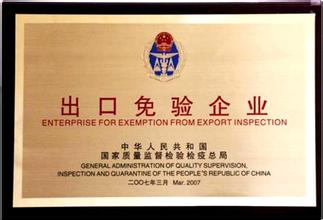 出口免验企业
ENTERPRISE FOR EXEMPTION FROM EXPORT INSPECTION
中华人民共和国
国家质量监督检验检疫总局
GENERAL ADMINISTRATION OF QUALITY SUPERVISION,
INSPECTION AND QUARANTINE OF THE PEOPLE'S REPUBLIC OF CHINA
二〇〇七年三月 Mar. 2007